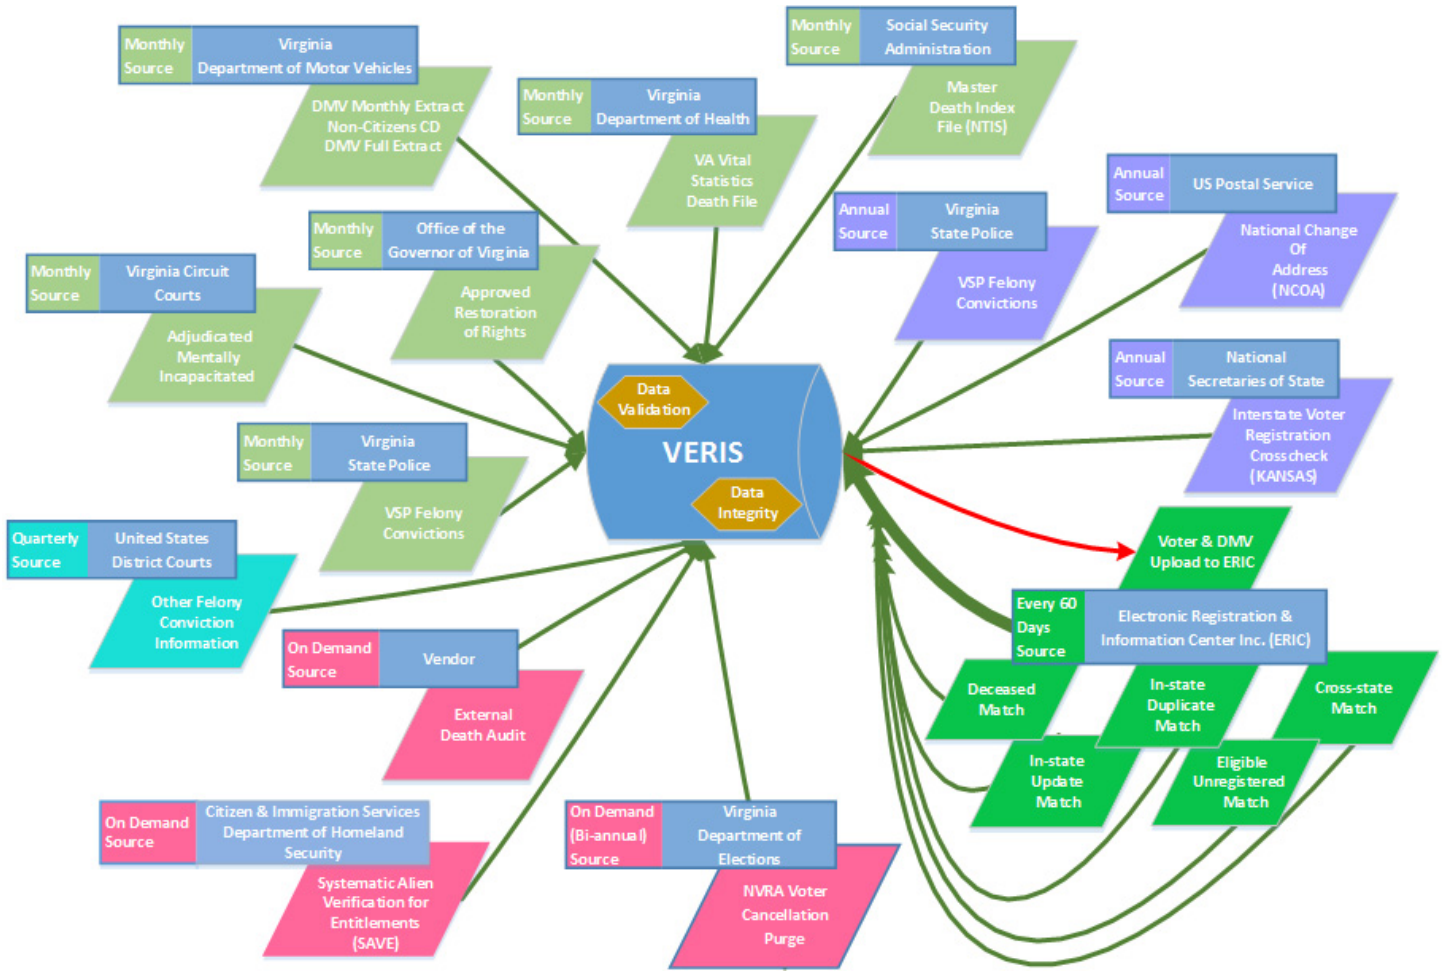 Monthly
Source
Virginia
Department of Motor Vehicles
DMV Monthly Extract
Non-Citizens CD
DMV Full Extract
Monthly
Source
Virginia
Department of Health
VA Vital
Statistics
Death File
Monthly
Source
Social Security
Administration
Master
Death Index
File (NTIS)
Annual
Source
US Postal Service
National Change
Of
Address
(NCOA)
Annual
Source
Virginia
State Police
VSP Felony
Convictions
Monthly
Source
Office of the
Governor of Virginia
Approved
Restoration
of Rights
Monthly
Source
Virginia Circuit
Courts
Adjudicated
Mentally
Incapacitated
Annual
Source
National
Secretaries of State
Interstate Voter
Registration
Crosscheck
(KANSAS)
Data
Validation
VERIS
Data
Integrity
Monthly
Source
Virginia
State Police
VSP Felony
Convictions
Quarterly
Source
United States
District Courts
Other Felony
Conviction
Information
Voter & DMV
Upload to ERIC
Every 60
Days
Source
Electronic Registration &
Information Center Inc. (ERIC)
Deceased
Match
In-state
Duplicate
Match
Cross-state
Match
In-state
Update
Match
Eligible
Unregistered
Match
On Demand
Source
Vendor
External
Death Audit
On Demand
Source
Citizen & Immigration Services
Department of Homeland
Security
Systematic Alien
Verification for
Entitlements
(SAVE)
On Demand
(Bi-annual)
Source
Virginia
Department of
Elections
NVRA Voter
Cancellation
Purge